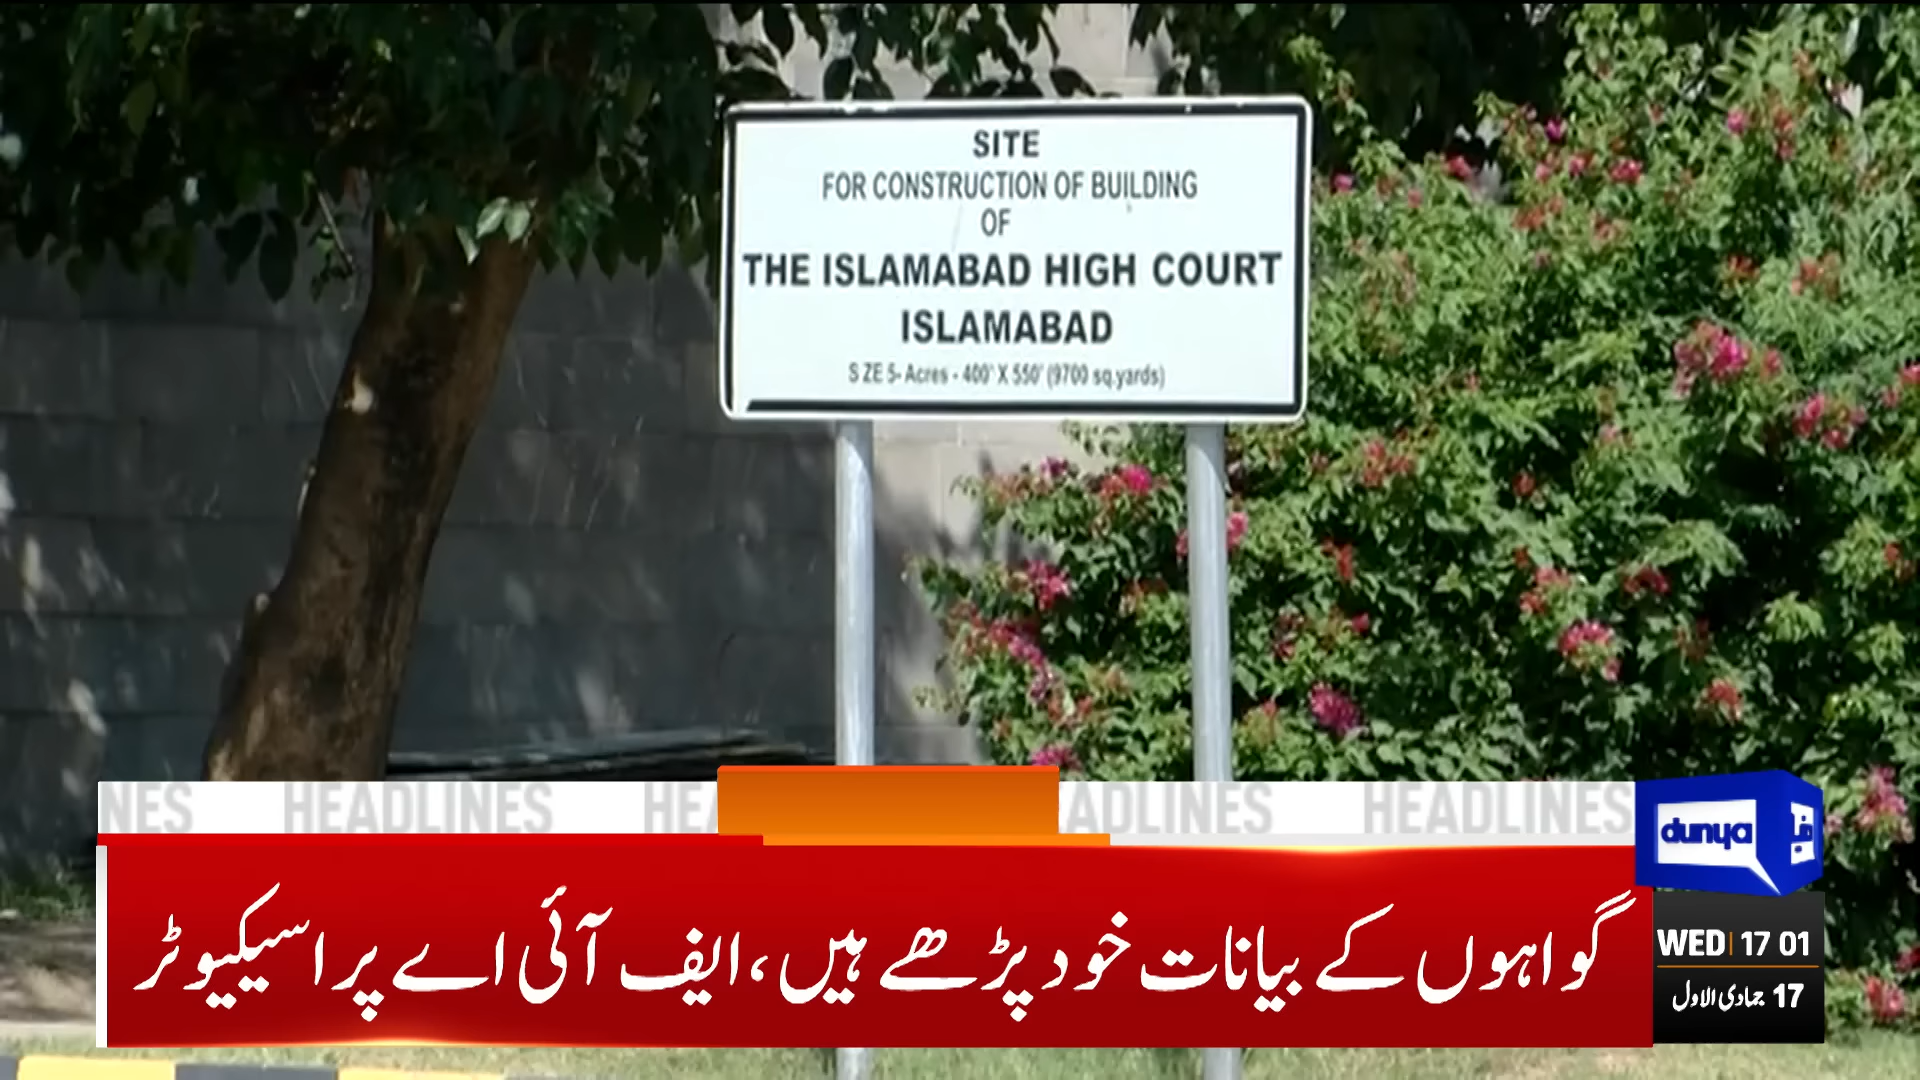 SITE
FOR CONSTRUCTION OF BUILDING
OF
THE ISLAMABAD HIGH COURT
ISLAMABAD
S ZE 5- Acres - 400' X 550' (9700 sq.yards)
NES HEADLINES HEA ADLINES HEADLINES
dunya
گواہوں کے بیانات خود پڑھے ہیں، ایف آئی اے پراسیکیوٹر
WED 17 01
17 جمادی الاول